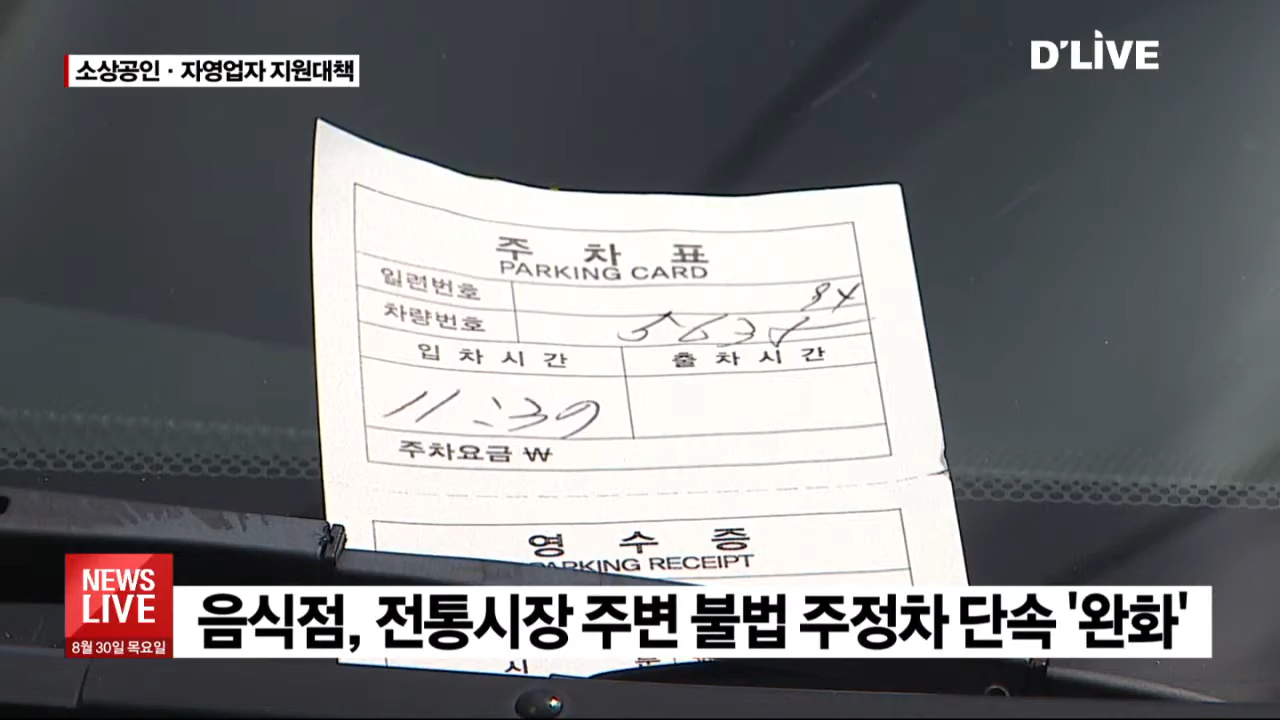 소상공인 · 자영업자 지원대책
D'LIVE
주 차 표
PARKING CARD
일련번호 84
차량번호 5634
입 차 시 간 출 차 시 간
11:39
주차요금 ₩
영 수 증
PARKING RECEIPT
NEWS
LIVE
8월 30일 목요일
음식점, 전통시장 주변 불법 주정차 단속 '완화'